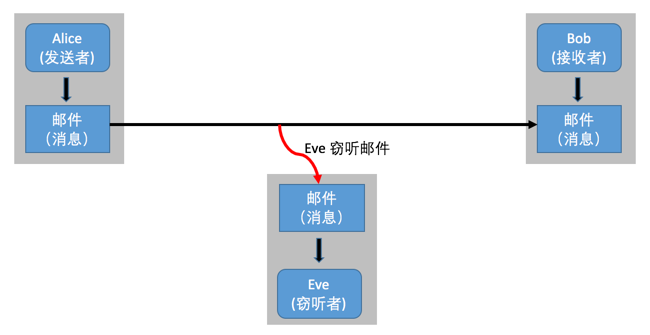 Alice
(发送者)
邮件
（消息）
Bob
(接收者)
邮件
（消息）
Eve 窃听邮件
邮件
（消息）
Eve
(窃听者)